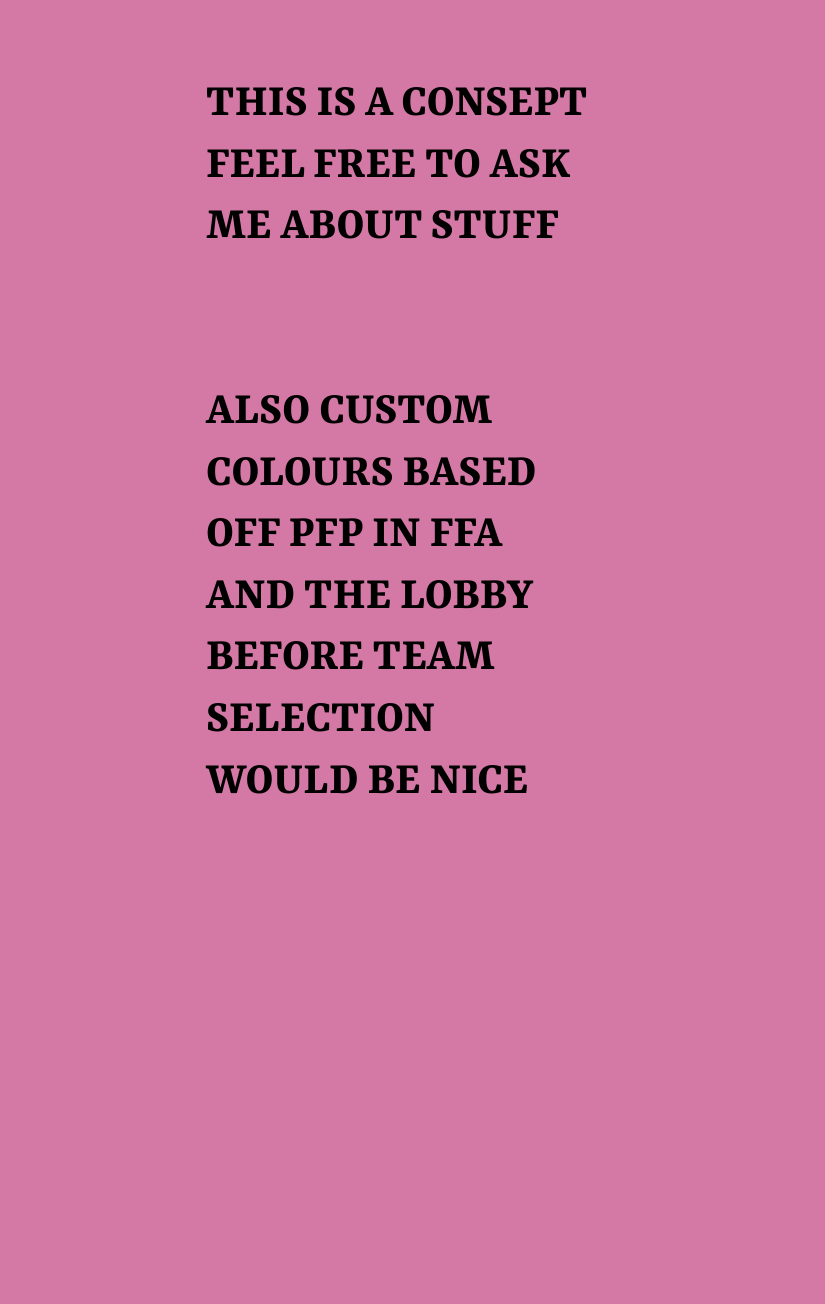 THIS IS A CONSEPT
FEEL FREE TO ASK
ME ABOUT STUFF
ALSO CUSTOM
COLOURS BASED
OFF PFP IN FFA
AND THE LOBBY
BEFORE TEAM
SELECTION
WOULD BE NICE